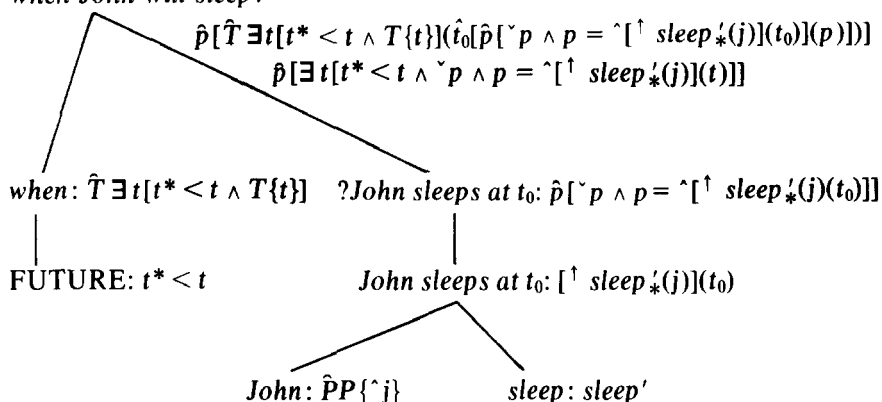 when John will sleep?
p̂[T̂ ∃t[t* < t ∧ T{t}](t̂₀[p̂[ˇp ∧ p = ˆ[↑ sleep′⁎(j)](t₀)](p)])]
p̂[∃t[t* < t ∧ ˇp ∧ p = ˆ[↑ sleep′⁎(j)](t)]]
when: T̂ ∃t[t* < t ∧ T{t}] ?John sleeps at t₀: p̂[ˇp ∧ p = ˆ[↑ sleep′⁎(j)(t₀)]]
FUTURE: t* < t John sleeps at t₀: [↑ sleep′⁎(j)](t₀)
John: P̂P{ˆj} sleep: sleep′